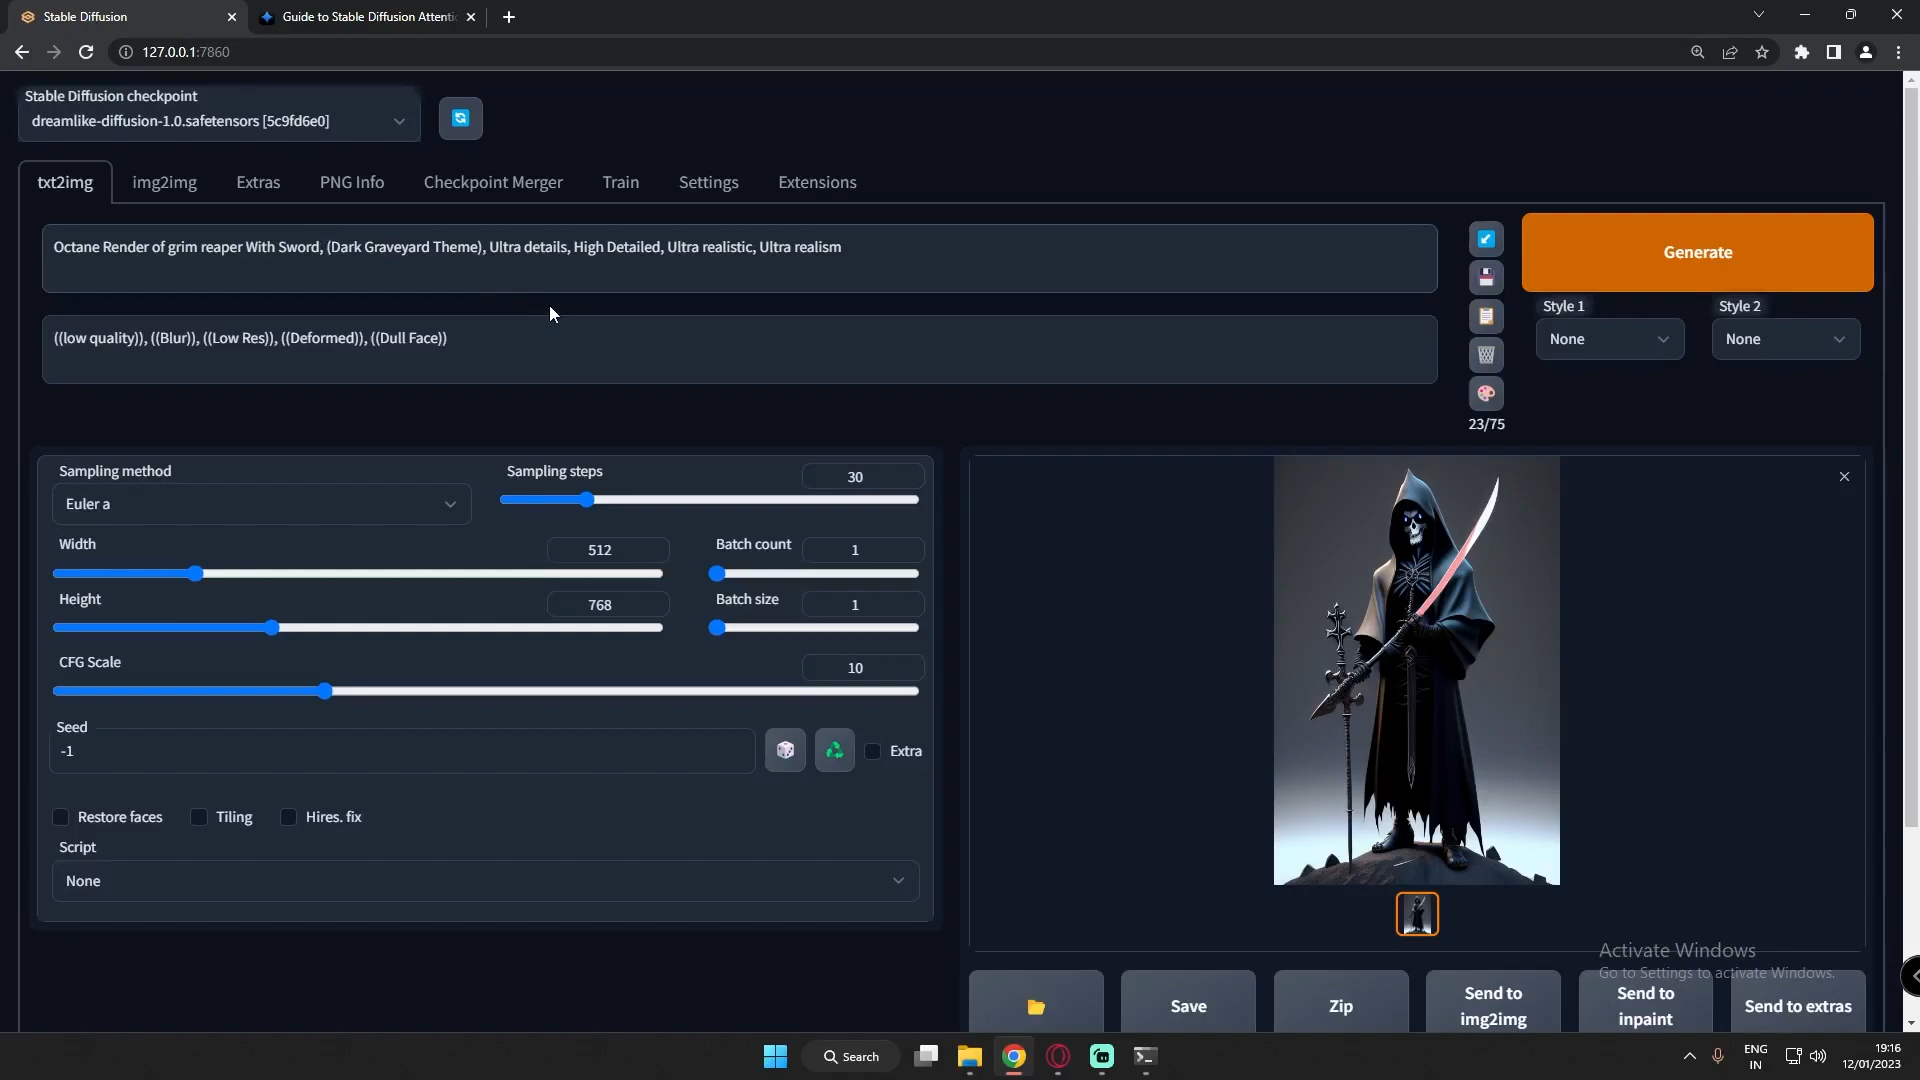 Stable Diffusion
Guide to Stable Diffusion Attenti
127.0.0.1:7860
Stable Diffusion checkpoint
dreamlike-diffusion-1.0.safetensors [5c9fd6e0]
txt2img
img2img
Extras
PNG Info
Checkpoint Merger
Train
Settings
Extensions
Octane Render of grim reaper With Sword, (Dark Graveyard Theme), Ultra details, High Detailed, Ultra realistic, Ultra realism
Generate
Style 1
Style 2
None
None
((low quality)), ((Blur)), ((Low Res)), ((Deformed)), ((Dull Face))
23/75
Sampling method
Euler a
Sampling steps
30
Width
512
Batch count
1
Height
768
Batch size
1
CFG Scale
10
Seed
-1
Extra
Restore faces
Tiling
Hires. fix
Script
None
Activate Windows
Go to Settings to activate Windows.
Save
Zip
Send to
img2img
Send to
inpaint
Send to extras
Search
ENG
IN
19:16
12/01/2023